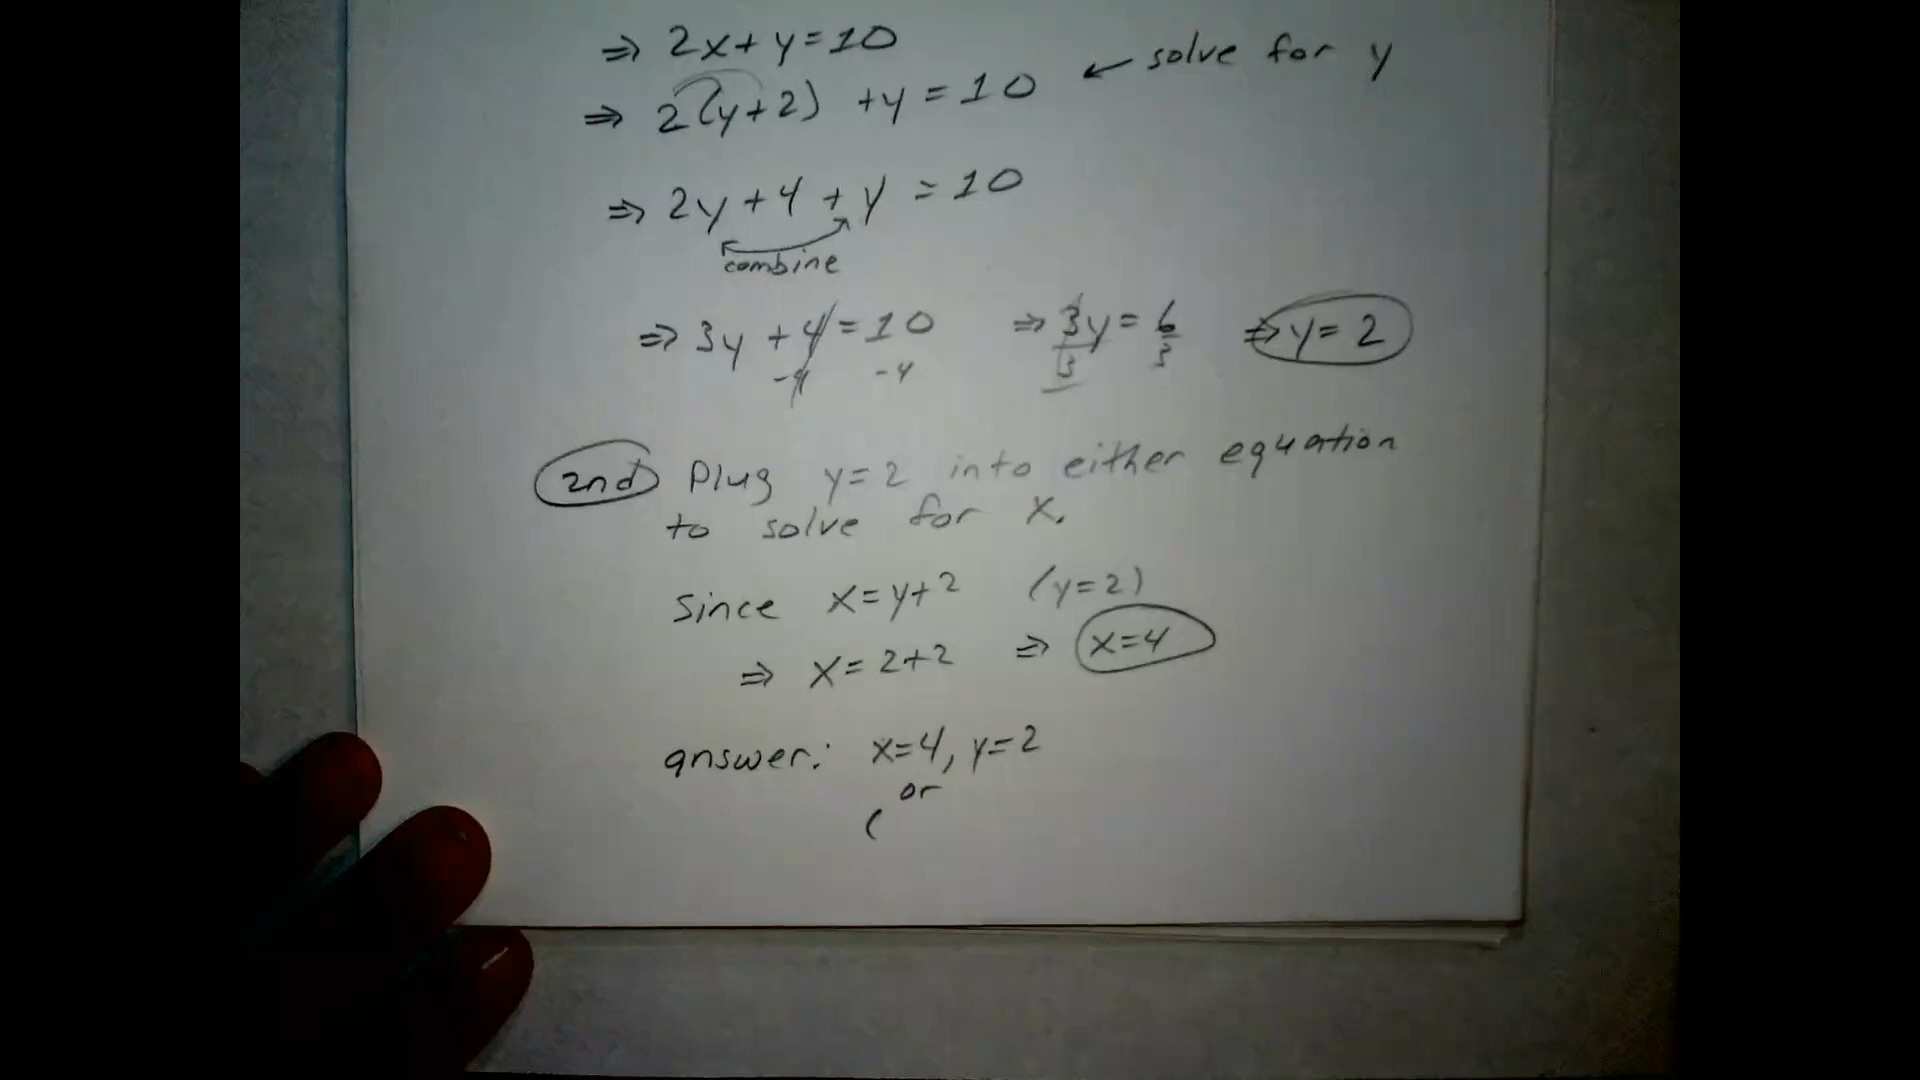 ⇒ 2x+y=10
⇒ 2(y+2) +y=10 ← solve for y
⇒ 2y+4+y=10
combine
⇒ 3y+4=10 ⇒ 3y=6 ⇒ y=2
-4 -4 3 3
2nd Plug y=2 into either equation
to solve for x.
Since x=y+2 (y=2)
⇒ x=2+2 ⇒ x=4
answer: x=4, y=2
or
(